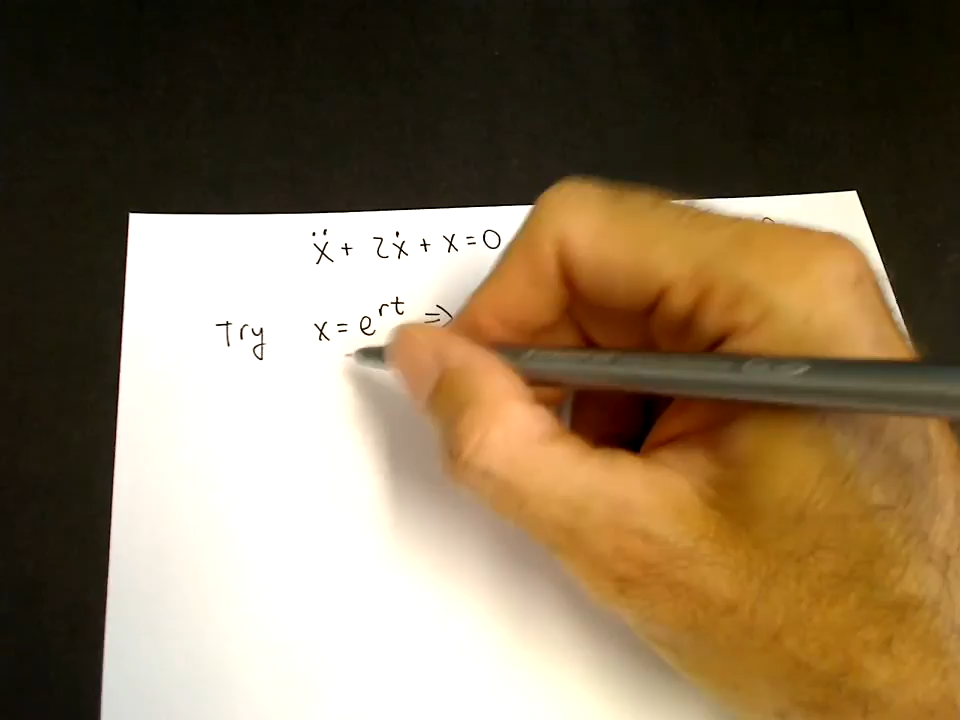 ẍ + 2ẋ + x = 0
Try x = e^{rt} ⇒